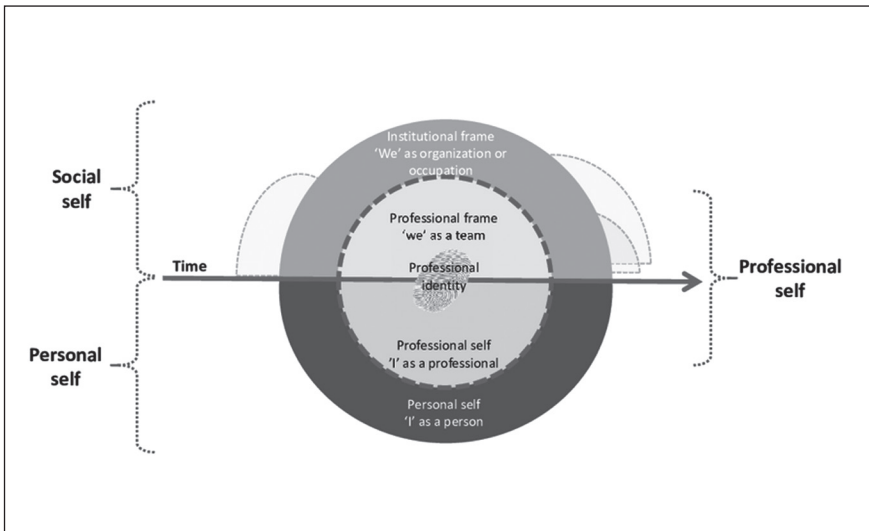 Institutional frame
'We' as organization or
occupation
Social
self
Professional frame
'we' as a team
Time
Professional
identity
Professional
self
Professional self
'I' as a professional
Personal
self
Personal self
'I' as a person